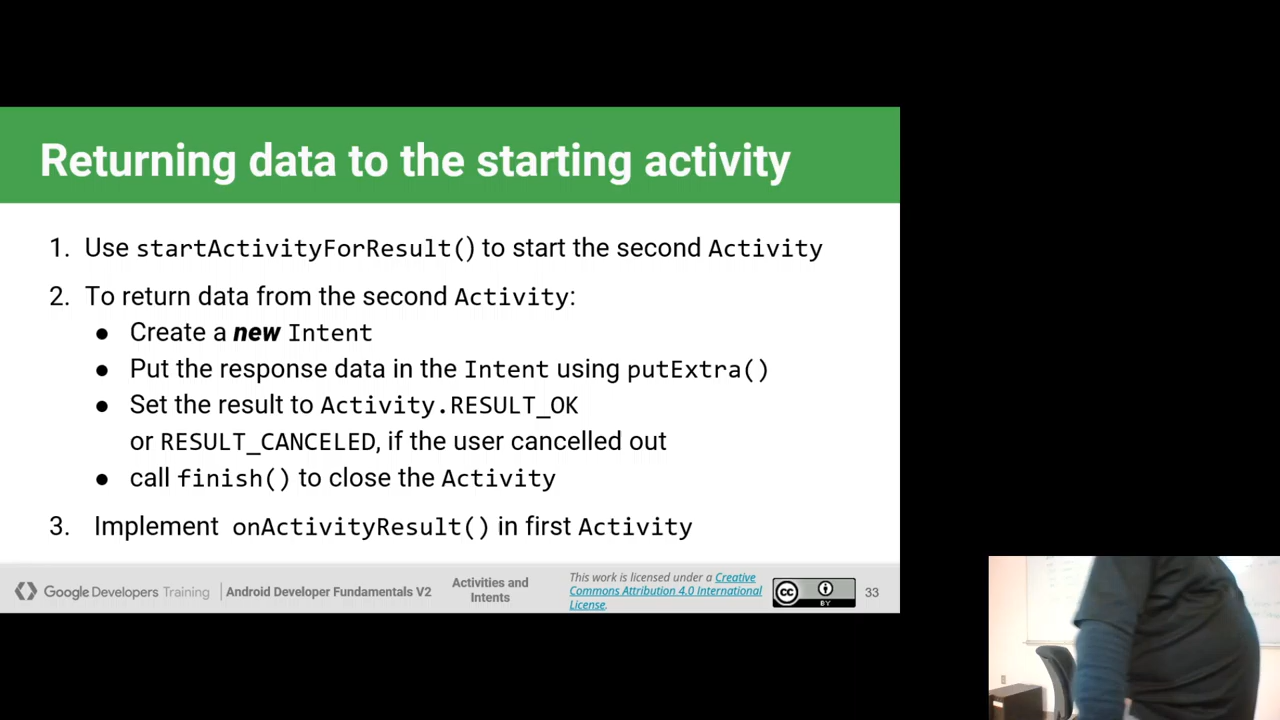 Returning data to the starting activity
1. Use startActivityForResult() to start the second Activity
2. To return data from the second Activity:
● Create a new Intent
● Put the response data in the Intent using putExtra()
● Set the result to Activity.RESULT_OK
or RESULT_CANCELED, if the user cancelled out
● call finish() to close the Activity
3. Implement onActivityResult() in first Activity
Google Developers Training
Android Developer Fundamentals V2
Activities and
Intents
This work is licensed under a Creative
Commons Attribution 4.0 International
License.
cc
BY
33